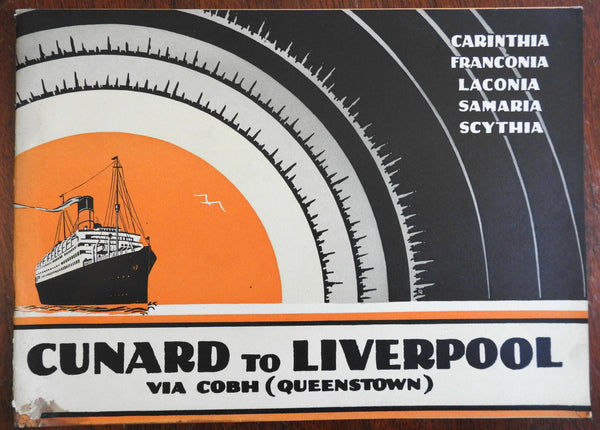 CARINTHIA
FRANCONIA
LACONIA
SAMARIA
SCYTHIA
CUNARD TO LIVERPOOL
VIA COBH (QUEENSTOWN)